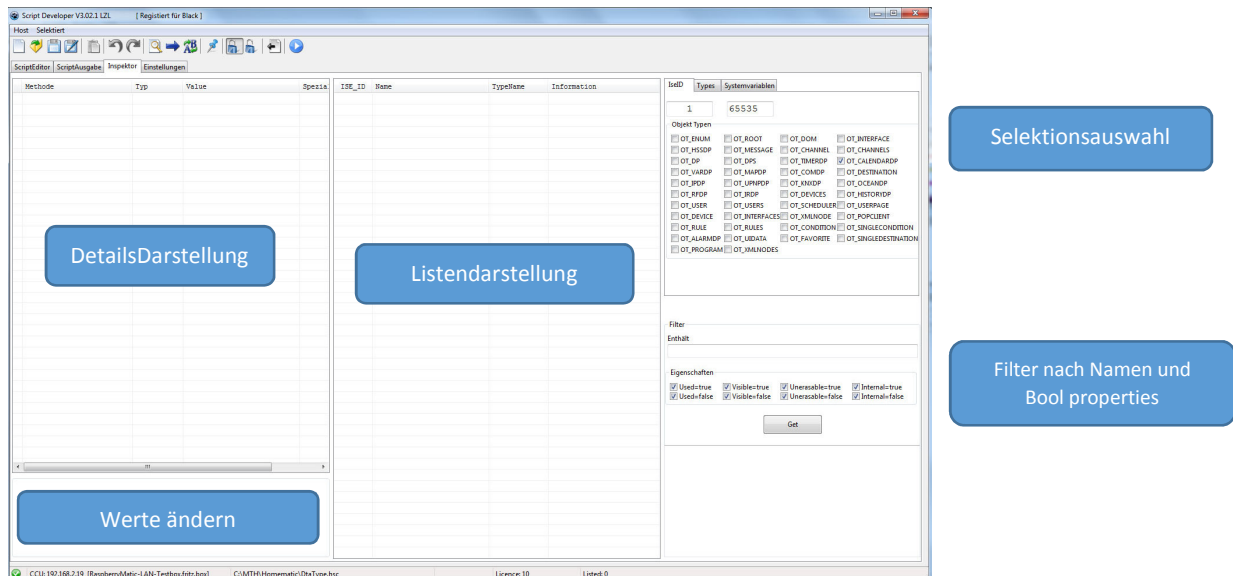 Script Developer V3.02.1 LZL [ Registiert für Black ]
Host Selektiert
ScriptEditor ScriptAusgabe Inspektor Einstellungen
Methode Typ Value Spezia
ISE_ID Name TypeName Information
IseID Types Systemvariablen
1 65535
Objekt Typen
OT_ENUM OT_ROOT OT_DOM OT_INTERFACE
OT_HSSDP OT_MESSAGE OT_CHANNEL OT_CHANNELS
OT_DP OT_DPS OT_TIMERDP OT_CALENDARDP
OT_VARDP OT_MAPDP OT_COMDP OT_DESTINATION
OT_IPDP OT_UPNPDP OT_KNXDP OT_OCEANDP
OT_RFDP OT_IRDP OT_DEVICES OT_HISTORYDP
OT_USER OT_USERS OT_SCHEDULER OT_USERPAGE
OT_DEVICE OT_INTERFACES OT_XMLNODE OT_POPCLIENT
OT_RULE OT_RULES OT_CONDITION OT_SINGLECONDITION
OT_ALARMDP OT_UIDATA OT_FAVORITE OT_SINGLEDESTINATION
OT_PROGRAM OT_XMLNODES
Filter
Enthält
Eigenschaften
Used=true Visible=true Unerasable=true Internal=true
Used=false Visible=false Unerasable=false Internal=false
Get
DetailsDarstellung
Listendarstellung
Werte ändern
Selektionsauswahl
Filter nach Namen und
Bool properties
CCU: 192.168.2.19 [RaspberryMatic-LAN-Testbox.fritz.box] C:\MTH\Homematic\DtaType.hsc Licence: 10 Listed: 0